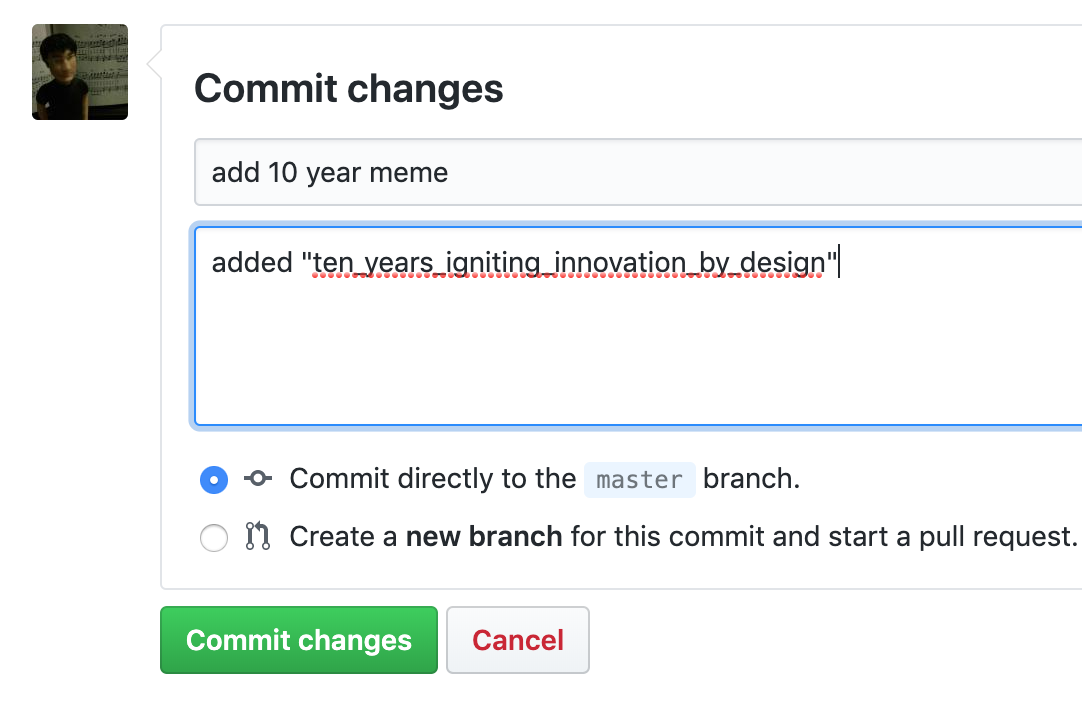 Commit changes
add 10 year meme
added "ten_years_igniting_innovation_by_design"
Commit directly to the master branch.
Create a new branch for this commit and start a pull request.
Commit changes
Cancel